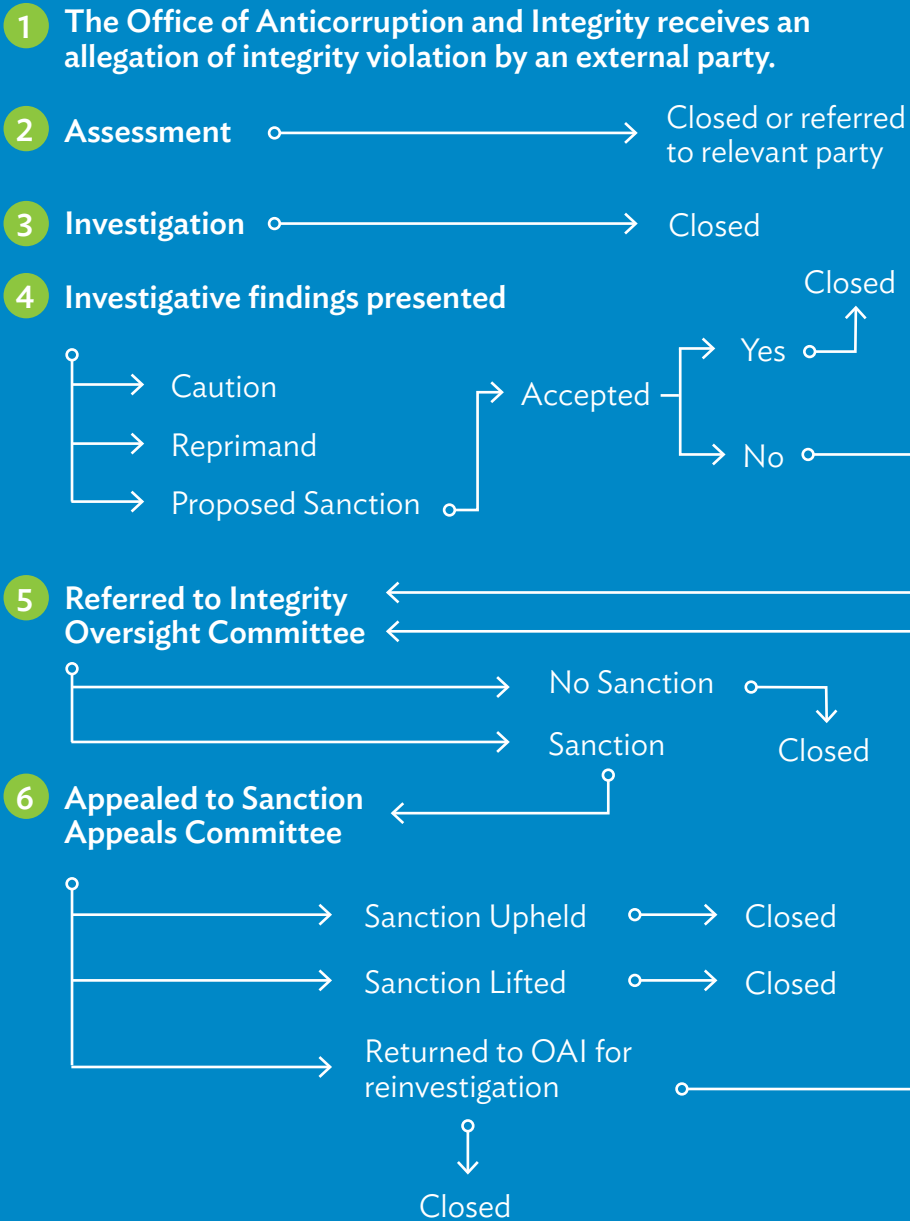 1 The Office of Anticorruption and Integrity receives an
allegation of integrity violation by an external party.
2 Assessment
Closed or referred
to relevant party
3 Investigation
Closed
4 Investigative findings presented
Closed
Caution
Reprimand
Proposed Sanction
Accepted
Yes
No
5 Referred to Integrity
Oversight Committee
No Sanction
Sanction
Closed
6 Appealed to Sanction
Appeals Committee
Sanction Upheld
Closed
Sanction Lifted
Closed
Returned to OAI for
reinvestigation
Closed